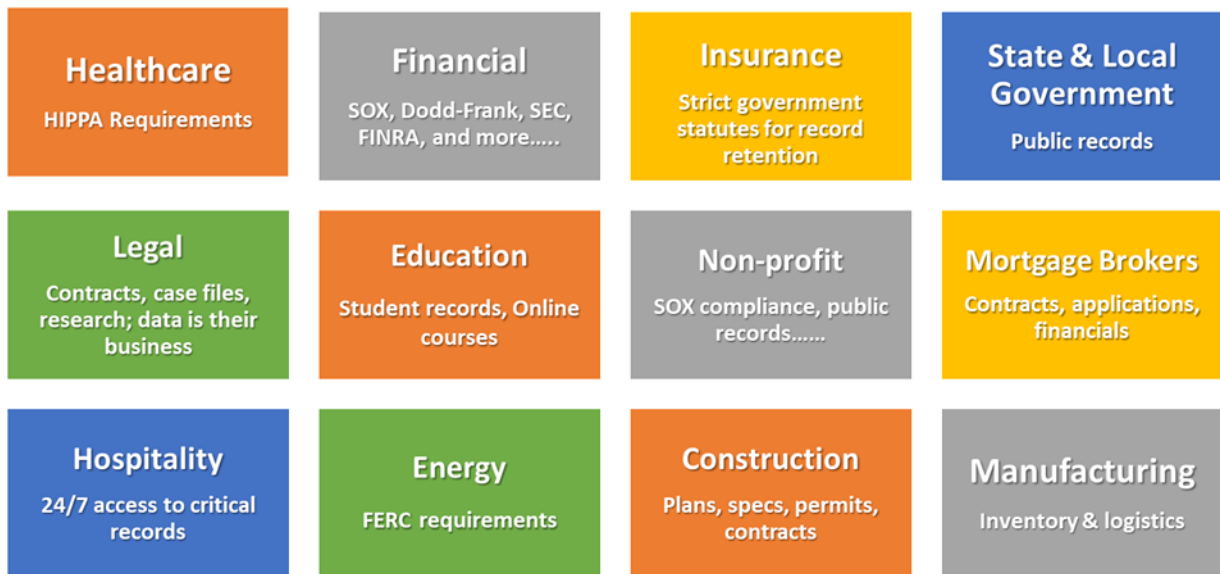 Healthcare
HIPPA Requirements
Financial
SOX, Dodd-Frank, SEC,
FINRA, and more.....
Insurance
Strict government
statutes for record
retention
State & Local
Government
Public records
Legal
Contracts, case files,
research; data is their
business
Education
Student records, Online
courses
Non-profit
SOX compliance, public
records......
Mortgage Brokers
Contracts, applications,
financials
Hospitality
24/7 access to critical
records
Energy
FERC requirements
Construction
Plans, specs, permits,
contracts
Manufacturing
Inventory & logistics